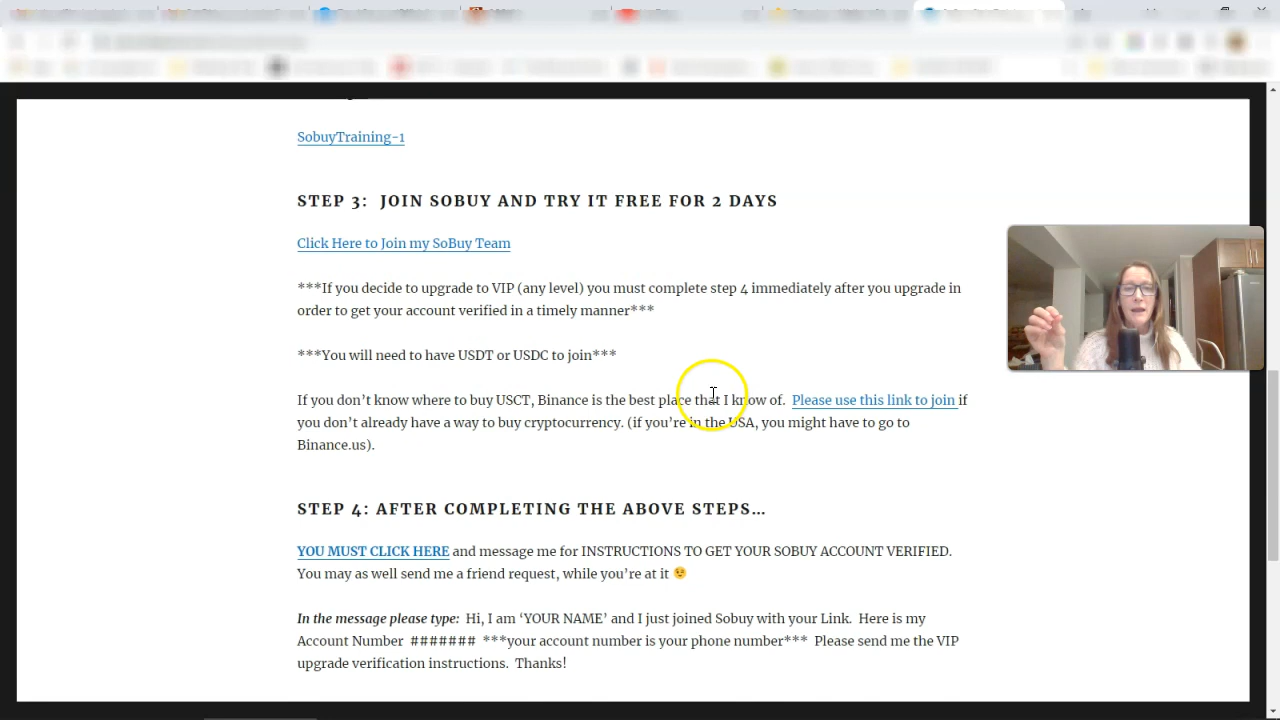 SobuyTraining-1
STEP 3: JOIN SOBUY AND TRY IT FREE FOR 2 DAYS
Click Here to Join my SoBuy Team
***If you decide to upgrade to VIP (any level) you must complete step 4 immediately after you upgrade in
order to get your account verified in a timely manner***
***You will need to have USDT or USDC to join***
If you don’t know where to buy USCT, Binance is the best place that I know of. Please use this link to join if
you don’t already have a way to buy cryptocurrency. (if you’re in the USA, you might have to go to
Binance.us).
STEP 4: AFTER COMPLETING THE ABOVE STEPS…
YOU MUST CLICK HERE and message me for INSTRUCTIONS TO GET YOUR SOBUY ACCOUNT VERIFIED.
You may as well send me a friend request, while you’re at it 😉
In the message please type: Hi, I am ‘YOUR NAME’ and I just joined Sobuy with your Link. Here is my
Account Number ####### ***your account number is your phone number*** Please send me the VIP
upgrade verification instructions. Thanks!